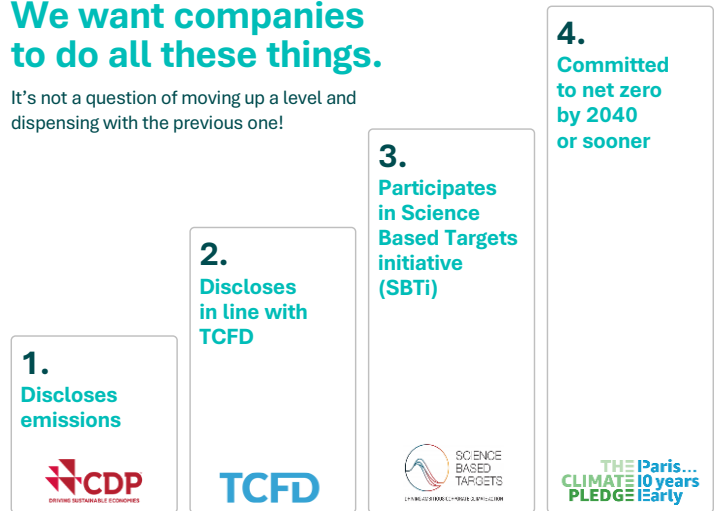 We want companies
to do all these things.
It’s not a question of moving up a level and
dispensing with the previous one!
1.
Discloses
emissions
CDP
DRIVING SUSTAINABLE ECONOMIES
2.
Discloses
in line with
TCFD
TCFD
3.
Participates
in Science
Based Targets
initiative
(SBTi)
SCIENCE
BASED
TARGETS
4.
Committed
to net zero
by 2040
or sooner
THE
CLIMATE
PLEDGE
Paris...
10 years
Early